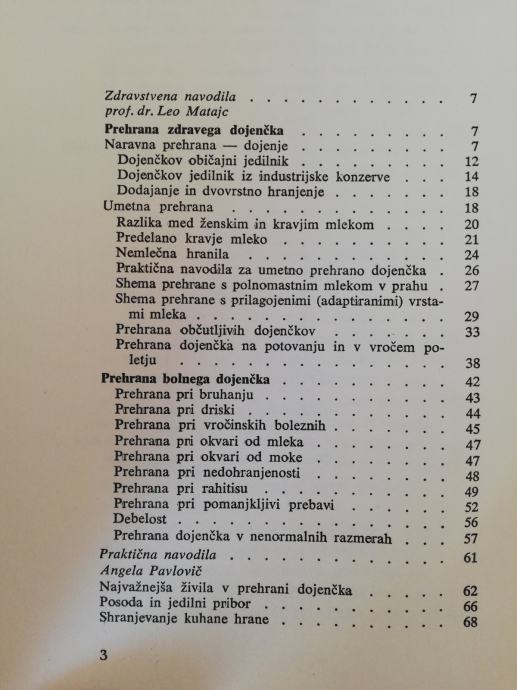 Zdravstvena navodila . . . . . . . . . . . . 7
prof. dr. Leo Matajc
Prehrana zdravega dojenčka . . . . . . . . . 7
Naravna prehrana — dojenje . . . . . . . . . 7
Dojenčkov običajni jedilnik . . . . . . . . 12
Dojenčkov jedilnik iz industrijske konzerve . . . 14
Dodajanje in dvovrstno hranjenje . . . . . . . 18
Umetna prehrana . . . . . . . . . . . . 18
Razlika med ženskim in kravjim mlekom . . . . 20
Predelano kravje mleko . . . . . . . . . 21
Nemlečna hranila . . . . . . . . . . . 24
Praktična navodila za umetno prehrano dojenčka . 26
Shema prehrane s polnomastnim mlekom v prahu . 27
Shema prehrane s prilagojenimi (adaptiranimi) vrsta-
mi mleka . . . . . . . . . . . . . 29
Prehrana občutljivih dojenčkov . . . . . . . 33
Prehrana dojenčka na potovanju in v vročem po-
letju . . . . . . . . . . . . . . 38
Prehrana bolnega dojenčka . . . . . . . . . . 42
Prehrana pri bruhanju . . . . . . . . . . 43
Prehrana pri driski . . . . . . . . . . . 44
Prehrana pri vročinskih boleznih . . . . . . . 45
Prehrana pri okvari od mleka . . . . . . . . 47
Prehrana pri okvari od moke . . . . . . . . 47
Prehrana pri nedohranjenosti . . . . . . . . 48
Prehrana pri rahitisu . . . . . . . . . . 49
Prehrana pri pomanjkljivi prebavi . . . . . . 52
Debelost . . . . . . . . . . . . . . 56
Prehrana dojenčka v nenormalnih razmerah . . . 57
Praktična navodila . . . . . . . . . . . . . 61
Angela Pavlovič
Najvažnejša živila v prehrani dojenčka . . . . . 62
Posoda in jedilni pribor . . . . . . . . . . 66
Shranjevanje kuhane hrane . . . . . . . . . . 68
3